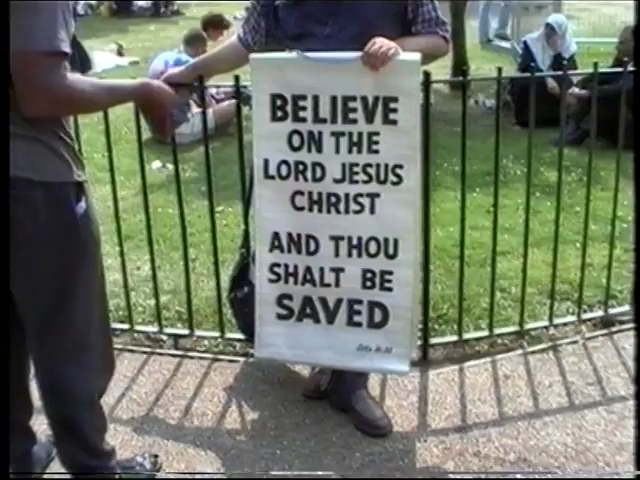 BELIEVE
ON THE
LORD JESUS
CHRIST
AND THOU
SHALT BE
SAVED